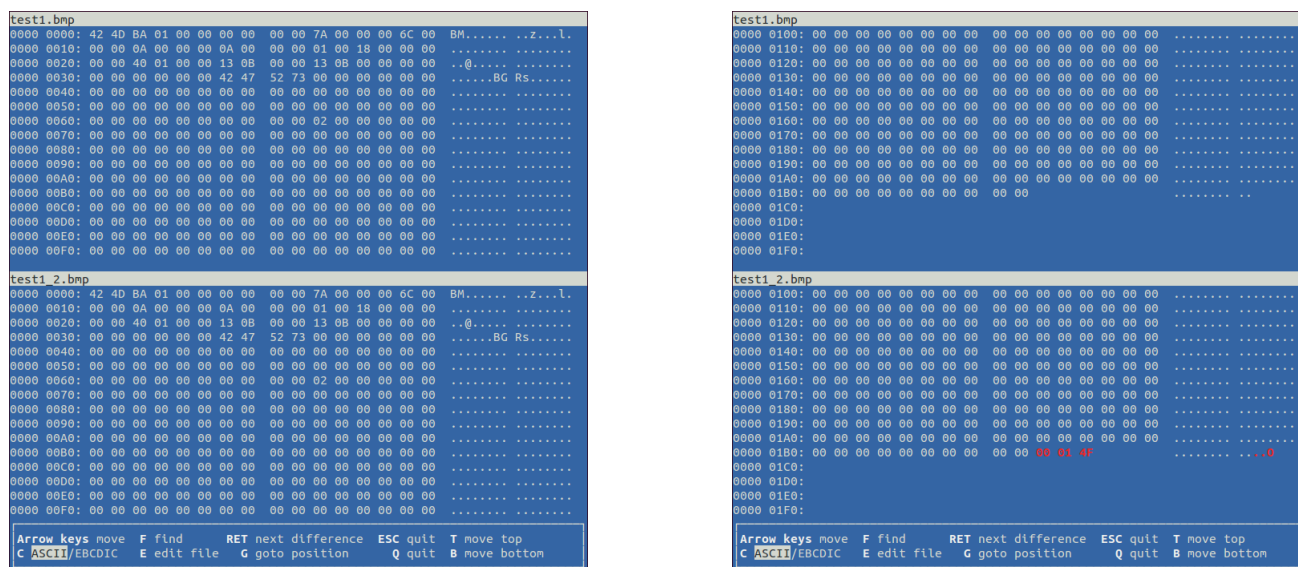 test1.bmp
0000 0000: 42 4D BA 01 00 00 00 00 00 00 7A 00 00 00 6C 00 BM...... ..z...l.
0000 0010: 00 00 0A 00 00 00 0A 00 00 00 01 00 18 00 00 00 ........ ........
0000 0020: 00 00 40 01 00 00 13 0B 00 00 13 0B 00 00 00 00 ..@..... ........
0000 0030: 00 00 00 00 00 00 42 47 52 73 00 00 00 00 00 00 ......BG Rs......
0000 0040: 00 00 00 00 00 00 00 00 00 00 00 00 00 00 00 00 ........ ........
0000 0050: 00 00 00 00 00 00 00 00 00 00 00 00 00 00 00 00 ........ ........
0000 0060: 00 00 00 00 00 00 00 00 00 00 02 00 00 00 00 00 ........ ........
0000 0070: 00 00 00 00 00 00 00 00 00 00 00 00 00 00 00 00 ........ ........
0000 0080: 00 00 00 00 00 00 00 00 00 00 00 00 00 00 00 00 ........ ........
0000 0090: 00 00 00 00 00 00 00 00 00 00 00 00 00 00 00 00 ........ ........
0000 00A0: 00 00 00 00 00 00 00 00 00 00 00 00 00 00 00 00 ........ ........
0000 00B0: 00 00 00 00 00 00 00 00 00 00 00 00 00 00 00 00 ........ ........
0000 00C0: 00 00 00 00 00 00 00 00 00 00 00 00 00 00 00 00 ........ ........
0000 00D0: 00 00 00 00 00 00 00 00 00 00 00 00 00 00 00 00 ........ ........
0000 00E0: 00 00 00 00 00 00 00 00 00 00 00 00 00 00 00 00 ........ ........
0000 00F0: 00 00 00 00 00 00 00 00 00 00 00 00 00 00 00 00 ........ ........
test1_2.bmp
0000 0000: 42 4D BA 01 00 00 00 00 00 00 7A 00 00 00 6C 00 BM...... ..z...l.
0000 0010: 00 00 0A 00 00 00 0A 00 00 00 01 00 18 00 00 00 ........ ........
0000 0020: 00 00 40 01 00 00 13 0B 00 00 13 0B 00 00 00 00 ..@..... ........
0000 0030: 00 00 00 00 00 00 42 47 52 73 00 00 00 00 00 00 ......BG Rs......
0000 0040: 00 00 00 00 00 00 00 00 00 00 00 00 00 00 00 00 ........ ........
0000 0050: 00 00 00 00 00 00 00 00 00 00 00 00 00 00 00 00 ........ ........
0000 0060: 00 00 00 00 00 00 00 00 00 00 02 00 00 00 00 00 ........ ........
0000 0070: 00 00 00 00 00 00 00 00 00 00 00 00 00 00 00 00 ........ ........
0000 0080: 00 00 00 00 00 00 00 00 00 00 00 00 00 00 00 00 ........ ........
0000 0090: 00 00 00 00 00 00 00 00 00 00 00 00 00 00 00 00 ........ ........
0000 00A0: 00 00 00 00 00 00 00 00 00 00 00 00 00 00 00 00 ........ ........
0000 00B0: 00 00 00 00 00 00 00 00 00 00 00 00 00 00 00 00 ........ ........
0000 00C0: 00 00 00 00 00 00 00 00 00 00 00 00 00 00 00 00 ........ ........
0000 00D0: 00 00 00 00 00 00 00 00 00 00 00 00 00 00 00 00 ........ ........
0000 00E0: 00 00 00 00 00 00 00 00 00 00 00 00 00 00 00 00 ........ ........
0000 00F0: 00 00 00 00 00 00 00 00 00 00 00 00 00 00 00 00 ........ ........
Arrow keys move F find RET next difference ESC quit T move top
C ASCII/EBCDIC E edit file G goto position Q quit B move bottom
test1.bmp
0000 0100: 00 00 00 00 00 00 00 00 00 00 00 00 00 00 00 00 ........ ........
0000 0110: 00 00 00 00 00 00 00 00 00 00 00 00 00 00 00 00 ........ ........
0000 0120: 00 00 00 00 00 00 00 00 00 00 00 00 00 00 00 00 ........ ........
0000 0130: 00 00 00 00 00 00 00 00 00 00 00 00 00 00 00 00 ........ ........
0000 0140: 00 00 00 00 00 00 00 00 00 00 00 00 00 00 00 00 ........ ........
0000 0150: 00 00 00 00 00 00 00 00 00 00 00 00 00 00 00 00 ........ ........
0000 0160: 00 00 00 00 00 00 00 00 00 00 00 00 00 00 00 00 ........ ........
0000 0170: 00 00 00 00 00 00 00 00 00 00 00 00 00 00 00 00 ........ ........
0000 0180: 00 00 00 00 00 00 00 00 00 00 00 00 00 00 00 00 ........ ........
0000 0190: 00 00 00 00 00 00 00 00 00 00 00 00 00 00 00 00 ........ ........
0000 01A0: 00 00 00 00 00 00 00 00 00 00 00 00 00 00 00 00 ........ ........
0000 01B0: 00 00 00 00 00 00 00 00 00 00 ........ ..
0000 01C0:
0000 01D0:
0000 01E0:
0000 01F0:
test1_2.bmp
0000 0100: 00 00 00 00 00 00 00 00 00 00 00 00 00 00 00 00 ........ ........
0000 0110: 00 00 00 00 00 00 00 00 00 00 00 00 00 00 00 00 ........ ........
0000 0120: 00 00 00 00 00 00 00 00 00 00 00 00 00 00 00 00 ........ ........
0000 0130: 00 00 00 00 00 00 00 00 00 00 00 00 00 00 00 00 ........ ........
0000 0140: 00 00 00 00 00 00 00 00 00 00 00 00 00 00 00 00 ........ ........
0000 0150: 00 00 00 00 00 00 00 00 00 00 00 00 00 00 00 00 ........ ........
0000 0160: 00 00 00 00 00 00 00 00 00 00 00 00 00 00 00 00 ........ ........
0000 0170: 00 00 00 00 00 00 00 00 00 00 00 00 00 00 00 00 ........ ........
0000 0180: 00 00 00 00 00 00 00 00 00 00 00 00 00 00 00 00 ........ ........
0000 0190: 00 00 00 00 00 00 00 00 00 00 00 00 00 00 00 00 ........ ........
0000 01A0: 00 00 00 00 00 00 00 00 00 00 00 00 00 00 00 00 ........ ........
0000 01B0: 00 00 00 00 00 00 00 00 00 00 00 01 4F ........ ....O
0000 01C0:
0000 01D0:
0000 01E0:
0000 01F0:
Arrow keys move F find RET next difference ESC quit T move top
C ASCII/EBCDIC E edit file G goto position Q quit B move bottom